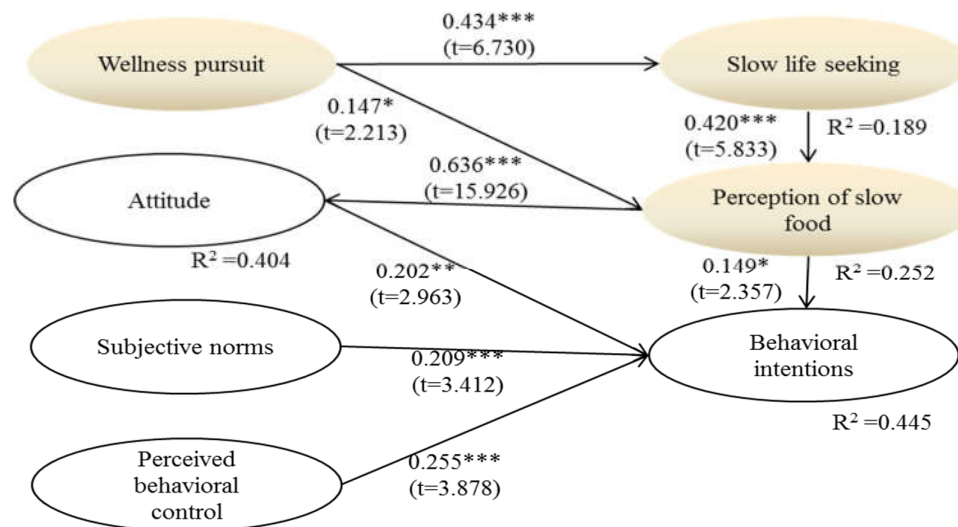 0.434***
(t=6.730)
Wellness pursuit
Slow life seeking
0.147*
(t=2.213)
0.420***
(t=5.833)
R² =0.189
0.636***
(t=15.926)
Attitude
Perception of slow
food
R² =0.404
0.202**
(t=2.963)
0.149*
(t=2.357)
R² =0.252
Subjective norms
0.209***
(t=3.412)
Behavioral
intentions
R² =0.445
Perceived
behavioral
control
0.255***
(t=3.878)